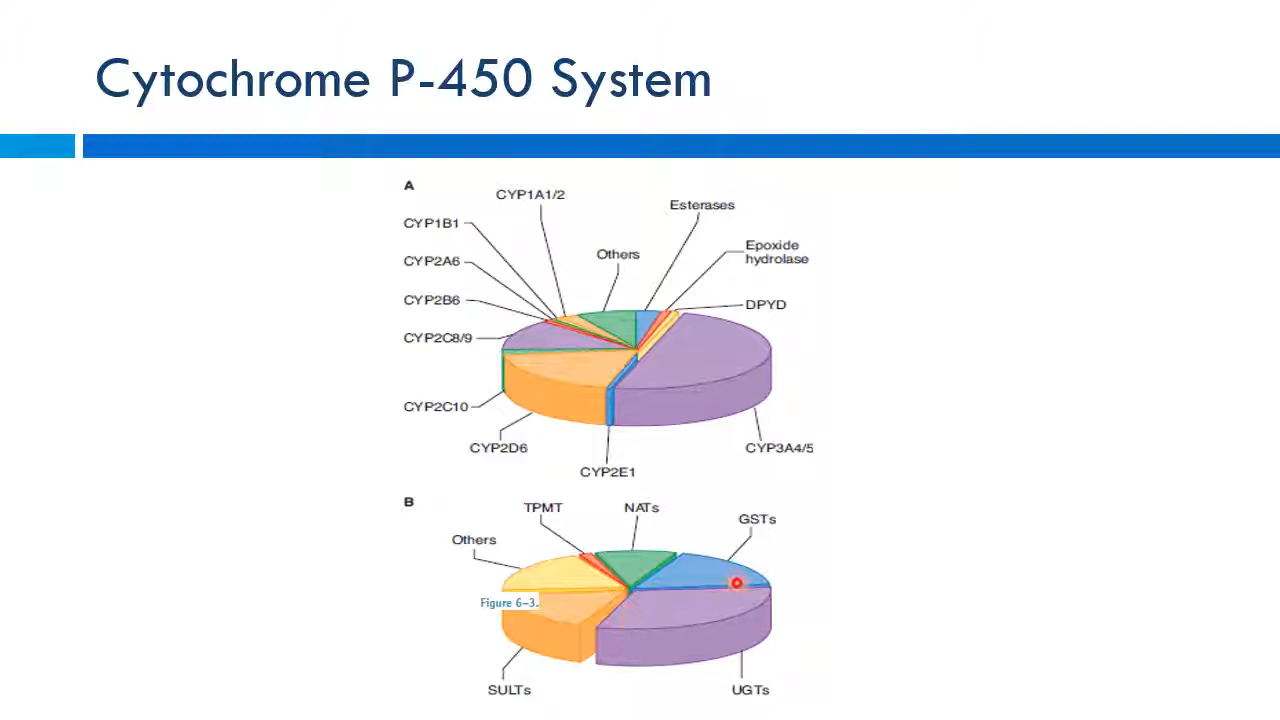 Cytochrome P-450 System
A
CYP1A1/2
Esterases
CYP1B1
Epoxide
hydrolase
Others
CYP2A6
CYP2B6
DPYD
CYP2C8/9
CYP2C10
CYP2D6
CYP3A4/5
CYP2E1
B
TPMT
NATs
GSTs
Others
Figure 6–3.
SULTs
UGTs